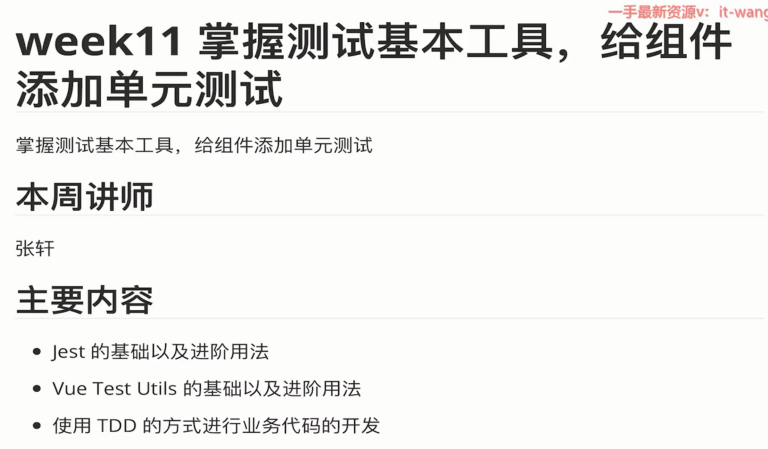 一手最新资源v：it-wang
week11 掌握测试基本工具，给组件
添加单元测试
掌握测试基本工具，给组件添加单元测试
本周讲师
张轩
主要内容
Jest 的基础以及进阶用法
Vue Test Utils 的基础以及进阶用法
使用 TDD 的方式进行业务代码的开发